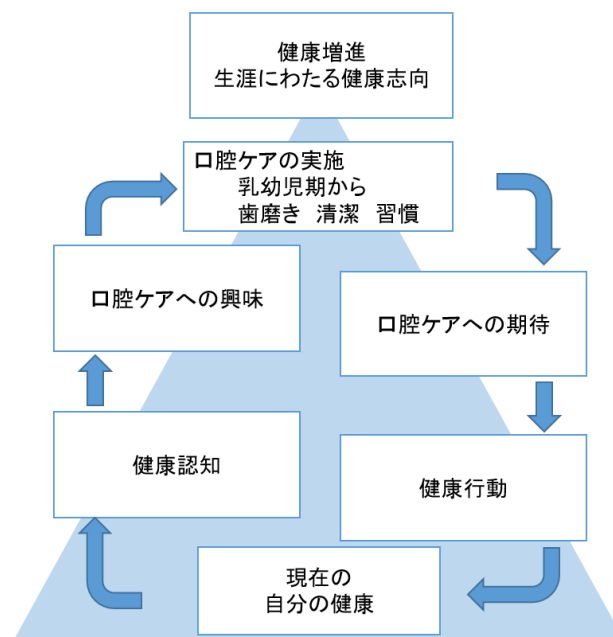 健康増進
生涯にわたる健康志向
口腔ケアの実施
乳幼児期から
歯磨き 清潔 習慣
口腔ケアへの興味
口腔ケアへの期待
健康認知
健康行動
現在の
自分の健康